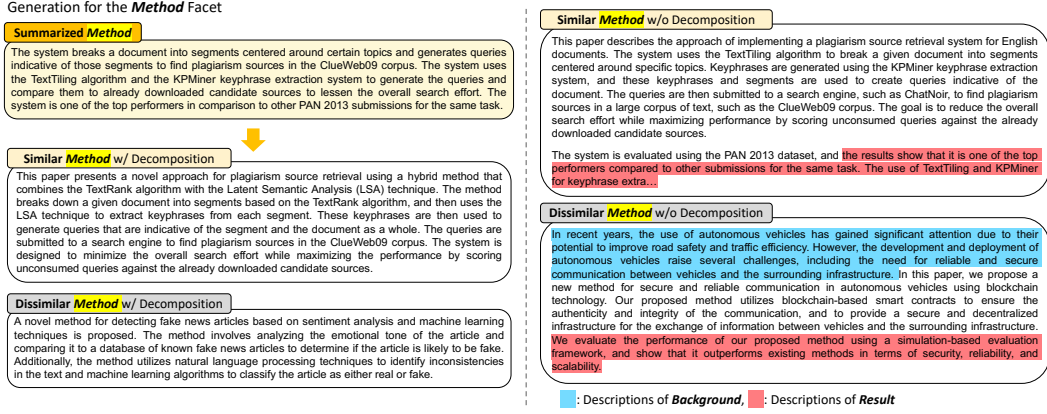 Generation for the Method Facet
Summarized Method
The system breaks a document into segments centered around certain topics and generates queries
indicative of those segments to find plagiarism sources in the ClueWeb09 corpus. The system uses
the TextTiling algorithm and the KPMiner keyphrase extraction system to generate the queries and
compare them to already downloaded candidate sources to lessen the overall search effort. The
system is one of the top performers in comparison to other PAN 2013 submissions for the same task.
Similar Method w/ Decomposition
This paper presents a novel approach for plagiarism source retrieval using a hybrid method that
combines the TextRank algorithm with the Latent Semantic Analysis (LSA) technique. The method
breaks down a given document into segments based on the TextRank algorithm, and then uses the
LSA technique to extract keyphrases from each segment. These keyphrases are then used to
generate queries that are indicative of the segment and the document as a whole. The queries are
submitted to a search engine to find plagiarism sources in the ClueWeb09 corpus. The system is
designed to minimize the overall search effort while maximizing the performance by scoring
unconsumed queries against the already downloaded candidate sources.
Dissimilar Method w/ Decomposition
A novel method for detecting fake news articles based on sentiment analysis and machine learning
techniques is proposed. The method involves analyzing the emotional tone of the article and
comparing it to a database of known fake news articles to determine if the article is likely to be fake.
Additionally, the method utilizes natural language processing techniques to identify inconsistencies
in the text and machine learning algorithms to classify the article as either real or fake.
Similar Method w/o Decomposition
This paper describes the approach of implementing a plagiarism source retrieval system for English
documents. The system uses the TextTiling algorithm to break a given document into segments
centered around specific topics. Keyphrases are generated using the KPMiner keyphrase extraction
system, and these keyphrases and segments are used to create queries indicative of the
document. The queries are then submitted to a search engine, such as ChatNoir, to find plagiarism
sources in a large corpus of text, such as the ClueWeb09 corpus. The goal is to reduce the overall
search effort while maximizing performance by scoring unconsumed queries against the already
downloaded candidate sources.
The system is evaluated using the PAN 2013 dataset, and the results show that it is one of the top
performers compared to other submissions for the same task. The use of TextTiling and KPMiner
for keyphrase extra…
Dissimilar Method w/o Decomposition
In recent years, the use of autonomous vehicles has gained significant attention due to their
potential to improve road safety and traffic efficiency. However, the development and deployment of
autonomous vehicles raise several challenges, including the need for reliable and secure
communication between vehicles and the surrounding infrastructure. In this paper, we propose a
new method for secure and reliable communication in autonomous vehicles using blockchain
technology. Our proposed method utilizes blockchain-based smart contracts to ensure the
authenticity and integrity of the communication, and to provide a secure and decentralized
infrastructure for the exchange of information between vehicles and the surrounding infrastructure.
We evaluate the performance of our proposed method using a simulation-based evaluation
framework, and show that it outperforms existing methods in terms of security, reliability, and
scalability.
: Descriptions of Background, : Descriptions of Result